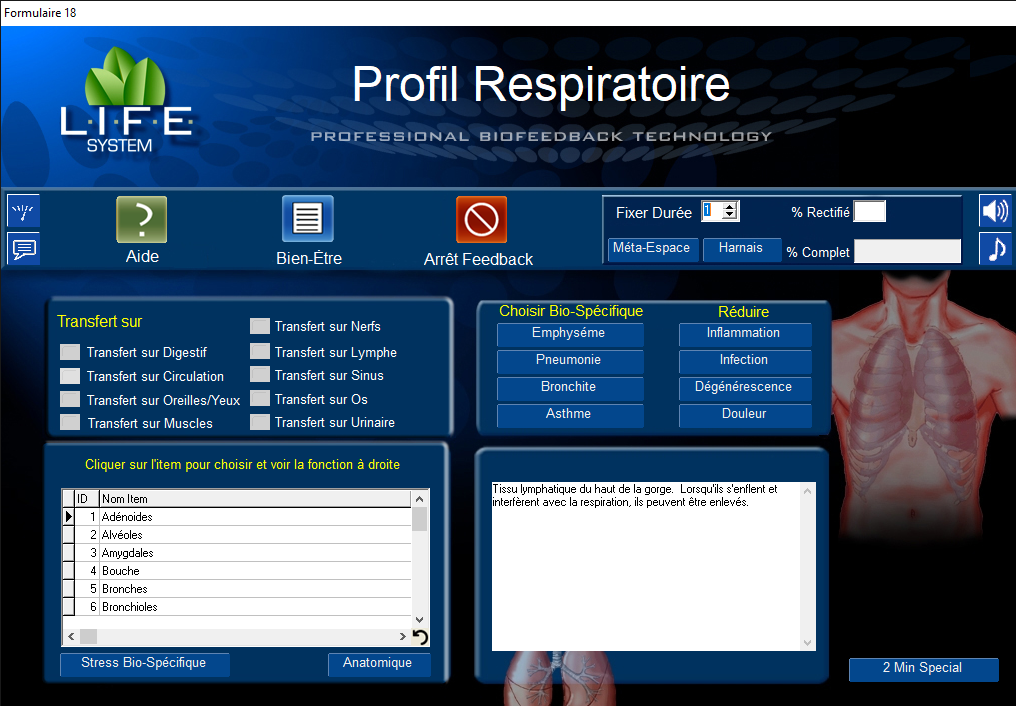 Formulaire 18
L·I·F·E
SYSTEM
Profil Respiratoire
PROFESSIONAL BIOFEEDBACK TECHNOLOGY
Aide
Bien-Être
Arrêt Feedback
Fixer Durée 1
% Rectifié
Méta-Espace
Harnais
% Complet
Transfert sur
Transfert sur Digestif
Transfert sur Circulation
Transfert sur Oreilles/Yeux
Transfert sur Muscles
Transfert sur Nerfs
Transfert sur Lymphe
Transfert sur Sinus
Transfert sur Os
Transfert sur Urinaire
Choisir Bio-Spécifique
Emphyséme
Pneumonie
Bronchite
Asthme
Réduire
Inflammation
Infection
Dégénérescence
Douleur
Cliquer sur l'item pour choisir et voir la fonction à droite
ID Nom Item
1 Adénoides
2 Alvéoles
3 Amygdales
4 Bouche
5 Bronches
6 Bronchioles
Stress Bio-Spécifique
Anatomique
Tissu lymphatique du haut de la gorge. Lorsqu'ils s'enflent et
interfèrent avec la respiration, ils peuvent être enlevés.
2 Min Special